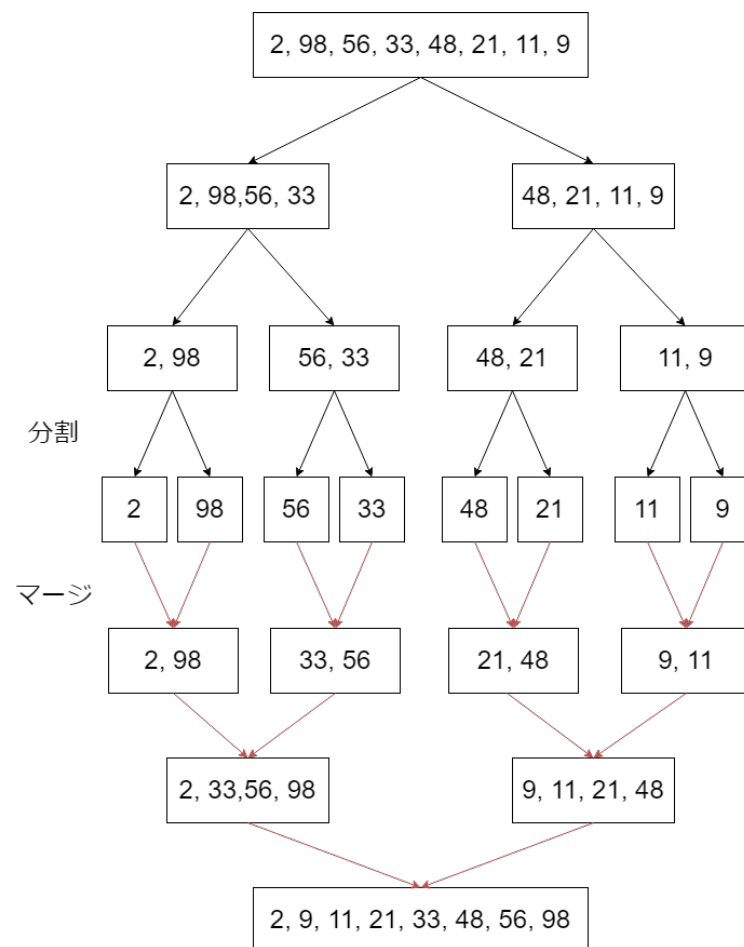 2, 98, 56, 33, 48, 21, 11, 9
2, 98,56, 33
48, 21, 11, 9
2, 98
56, 33
48, 21
11, 9
分割
2
98
56
33
48
21
11
9
マージ
2, 98
33, 56
21, 48
9, 11
2, 33,56, 98
9, 11, 21, 48
2, 9, 11, 21, 33, 48, 56, 98